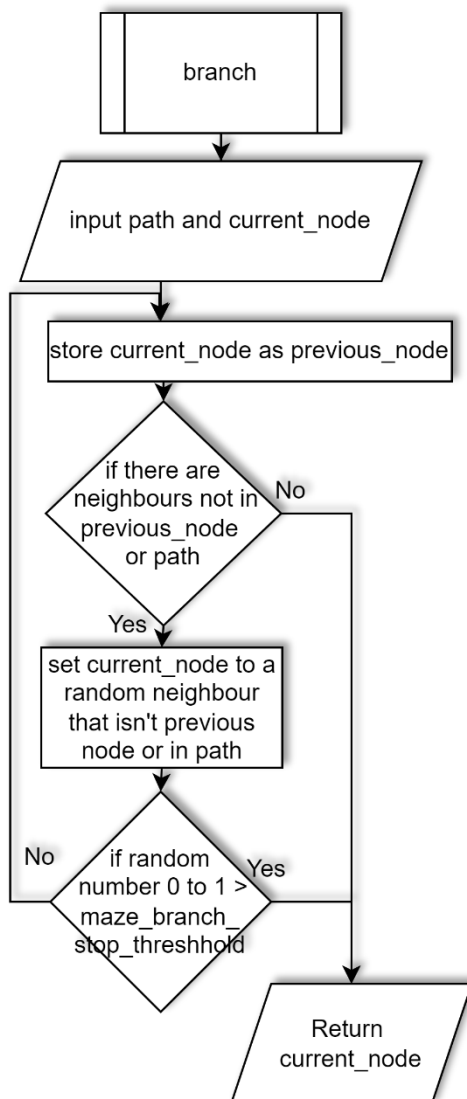 branch
input path and current_node
store current_node as previous_node
if there are
neighbours not in
previous_node
or path
No
Yes
set current_node to a
random neighbour
that isn't previous
node or in path
No
if random
number 0 to 1 >
maze_branch_
stop_threshhold
Yes
Return
current_node